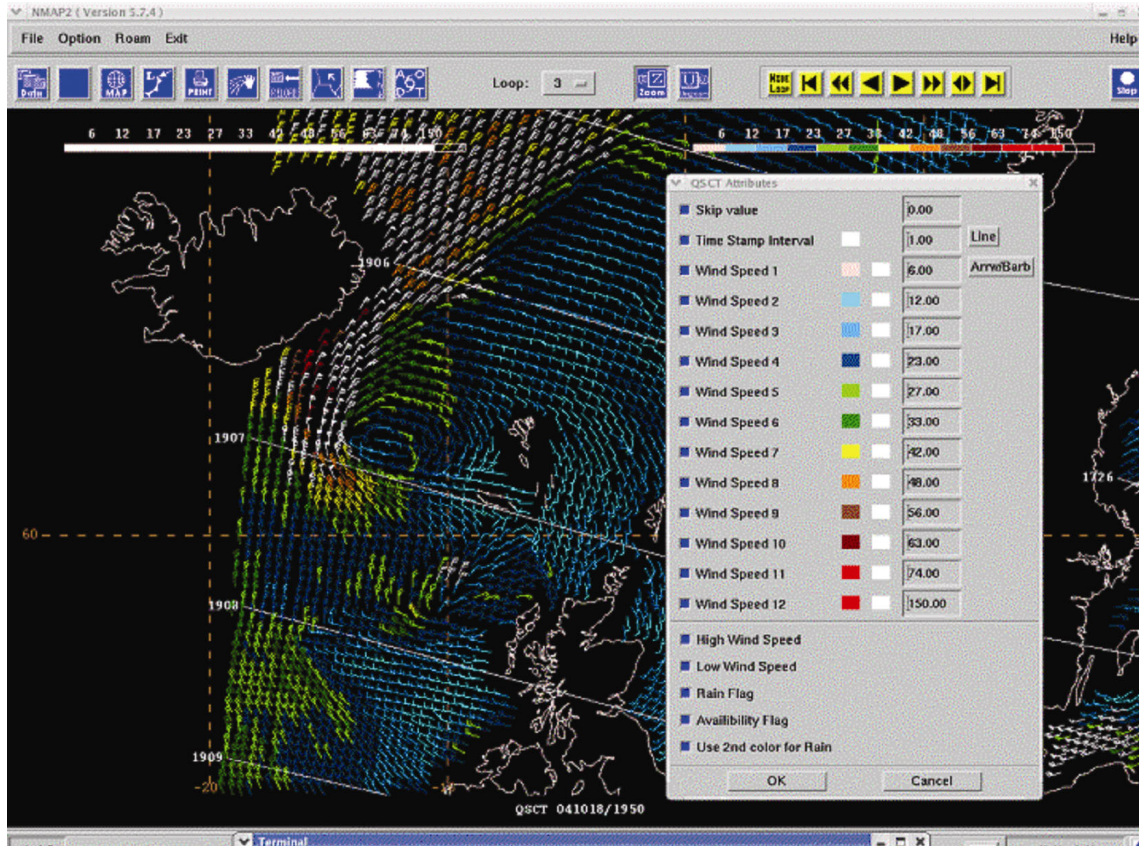 NMAP2 ( Version 5.7.4 )
File Option Roam Exit Help
Data MAP PRINT Loop: 3 Zoom Stop
6 12 17 23 27 33 42 48 56 63 74 150
6 12 17 23 27 33 42 48 56 63 74 150
QSCT Attributes
Skip value 0.00
Time Stamp Interval 1.00 Line
Wind Speed 1 6.00 Arrw/Barb
Wind Speed 2 12.00
Wind Speed 3 17.00
Wind Speed 4 23.00
Wind Speed 5 27.00
Wind Speed 6 33.00
Wind Speed 7 42.00
Wind Speed 8 48.00
Wind Speed 9 56.00
Wind Speed 10 63.00
Wind Speed 11 74.00
Wind Speed 12 150.00
High Wind Speed
Low Wind Speed
Rain Flag
Availibility Flag
Use 2nd color for Rain
OK Cancel
1906
1907
1726
60
1908
1909
-20
QSCT 041018/1950
Terminal